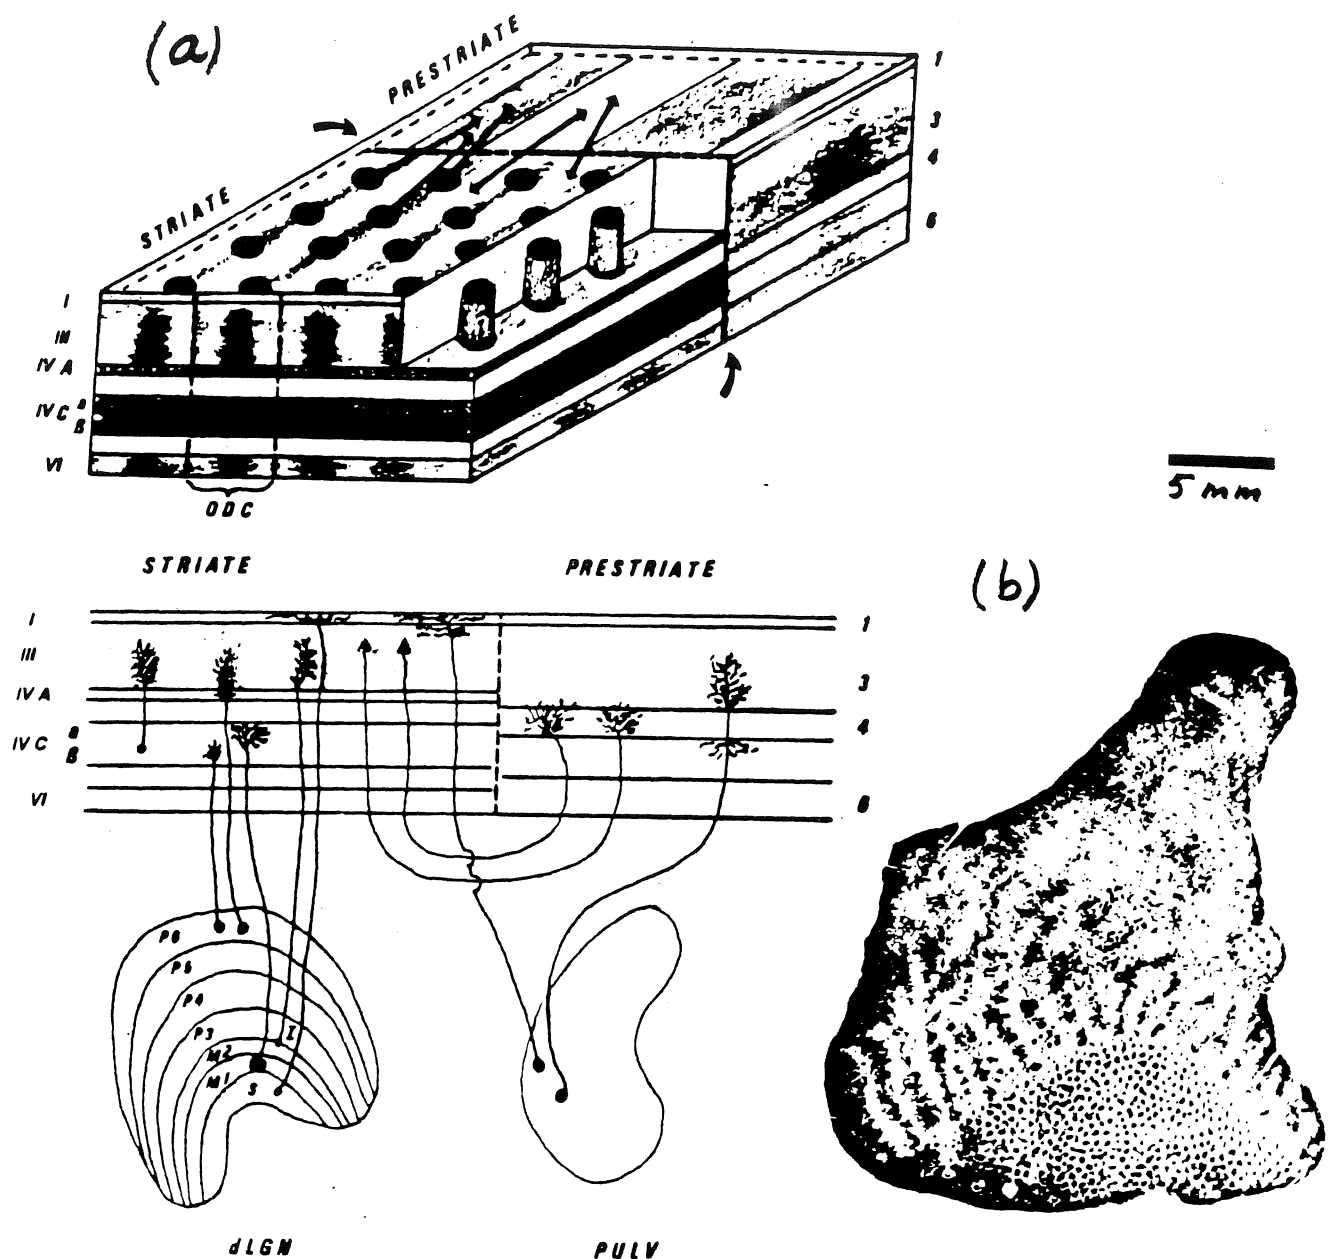 (a)
PRESTRIATE
STRIATE
1
3
4
6
I
III
IV A
IV C a
B
VI
ODC
5 mm
STRIATE PRESTRIATE
(b)
I
III
IV A
IV C a
B
VI
1
3
4
6
P6
P5
P4
P3
I
M2
M1
S
dLGN PULV